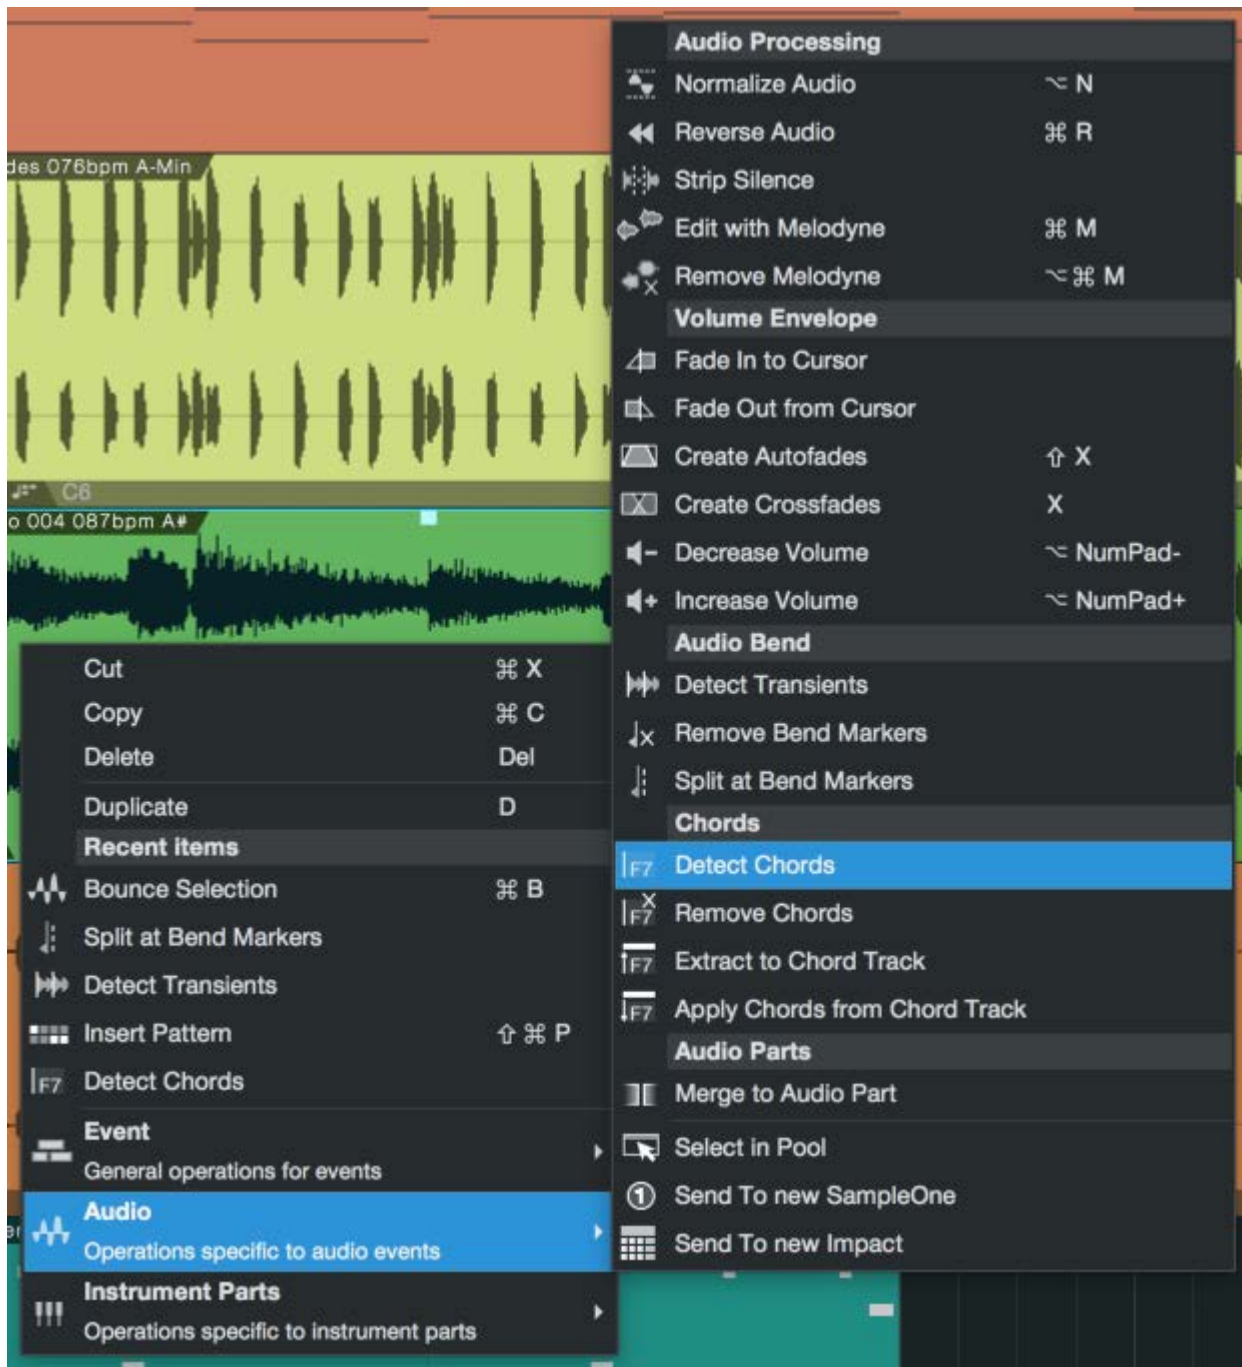 Audio Processing
Normalize Audio ⌥ N
Reverse Audio ⌘ R
des 076bpm A-Min
Strip Silence
Edit with Melodyne ⌘ M
Remove Melodyne ⌥⌘ M
Volume Envelope
Fade In to Cursor
Fade Out from Cursor
Create Autofades ⇧ X
C6
Create Crossfades X
o 004 087bpm A#
Decrease Volume ⌥ NumPad-
Increase Volume ⌥ NumPad+
Audio Bend
Detect Transients
Remove Bend Markers
Split at Bend Markers
Chords
F7 Detect Chords
F7 Remove Chords
F7 Extract to Chord Track
F7 Apply Chords from Chord Track
Audio Parts
Merge to Audio Part
Select in Pool
1 Send To new SampleOne
Send To new Impact
Cut ⌘ X
Copy ⌘ C
Delete Del
Duplicate D
Recent items
Bounce Selection ⌘ B
Split at Bend Markers
Detect Transients
Insert Pattern ⇧ ⌘ P
F7 Detect Chords
Event
General operations for events
Audio
Operations specific to audio events
Instrument Parts
Operations specific to instrument parts